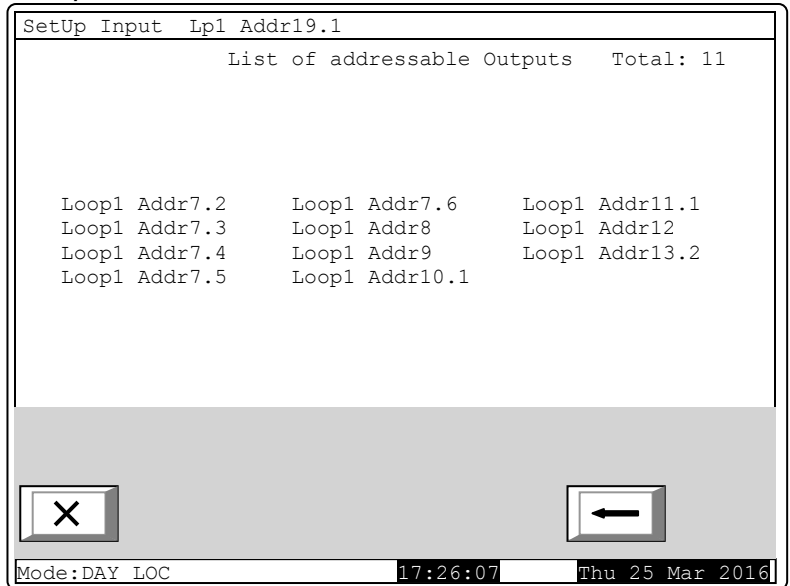 SetUp Input Lp1 Addr19.1
List of addressable Outputs Total: 11
Loop1 Addr7.2 Loop1 Addr7.6 Loop1 Addr11.1
Loop1 Addr7.3 Loop1 Addr8 Loop1 Addr12
Loop1 Addr7.4 Loop1 Addr9 Loop1 Addr13.2
Loop1 Addr7.5 Loop1 Addr10.1
Mode:DAY LOC 17:26:07 Thu 25 Mar 2016